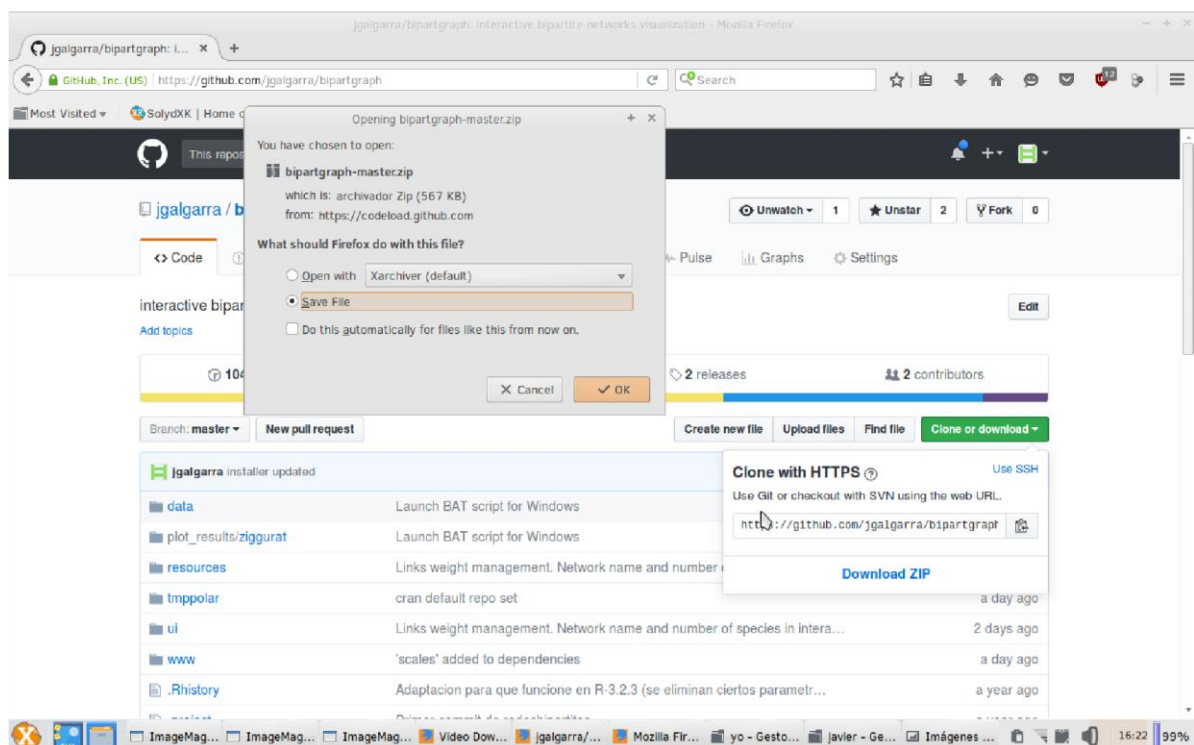 jgalgarra/bipartgraph: interactive bipartite networks visualization - Mozilla Firefox
jgalgarra/bipartgraph: i...
GitHub, Inc. (US) https://github.com/jgalgarra/bipartgraph
Search
12
Most Visited
SolydXK | Home
Opening bipartgraph-master.zip
You have chosen to open:
bipartgraph-master.zip
which is: archivador Zip (567 KB)
from: https://codeload.github.com
What should Firefox do with this file?
Open with Xarchiver (default)
Save File
Do this automatically for files like this from now on.
Cancel OK
This repos
jgalgarra / b
Unwatch 1 Unstar 2 Fork 0
Code Pulse Graphs Settings
interactive bipar
Edit
Add topics
104 2 releases 2 contributors
Branch: master New pull request Create new file Upload files Find file Clone or download
jgalgarra installer updated
Clone with HTTPS Use SSH
Use Git or checkout with SVN using the web URL.
https://github.com/jgalgarra/bipartgraph
Download ZIP
data Launch BAT script for Windows
plot_results/ziggurat Launch BAT script for Windows
resources Links weight management. Network name and number
tmppolar cran default repo set a day ago
ui Links weight management. Network name and number of species in intera... 2 days ago
www 'scales' added to dependencies a day ago
.Rhistory Adaptacion para que funcione en R-3.2.3 (se eliminan ciertos parametr... a year ago
ImageMag... ImageMag... ImageMag... Video Dow... jgalgarra/... Mozilla Fir... yo - Gesto... javier - Ge... Imágenes ... 16:22 99%